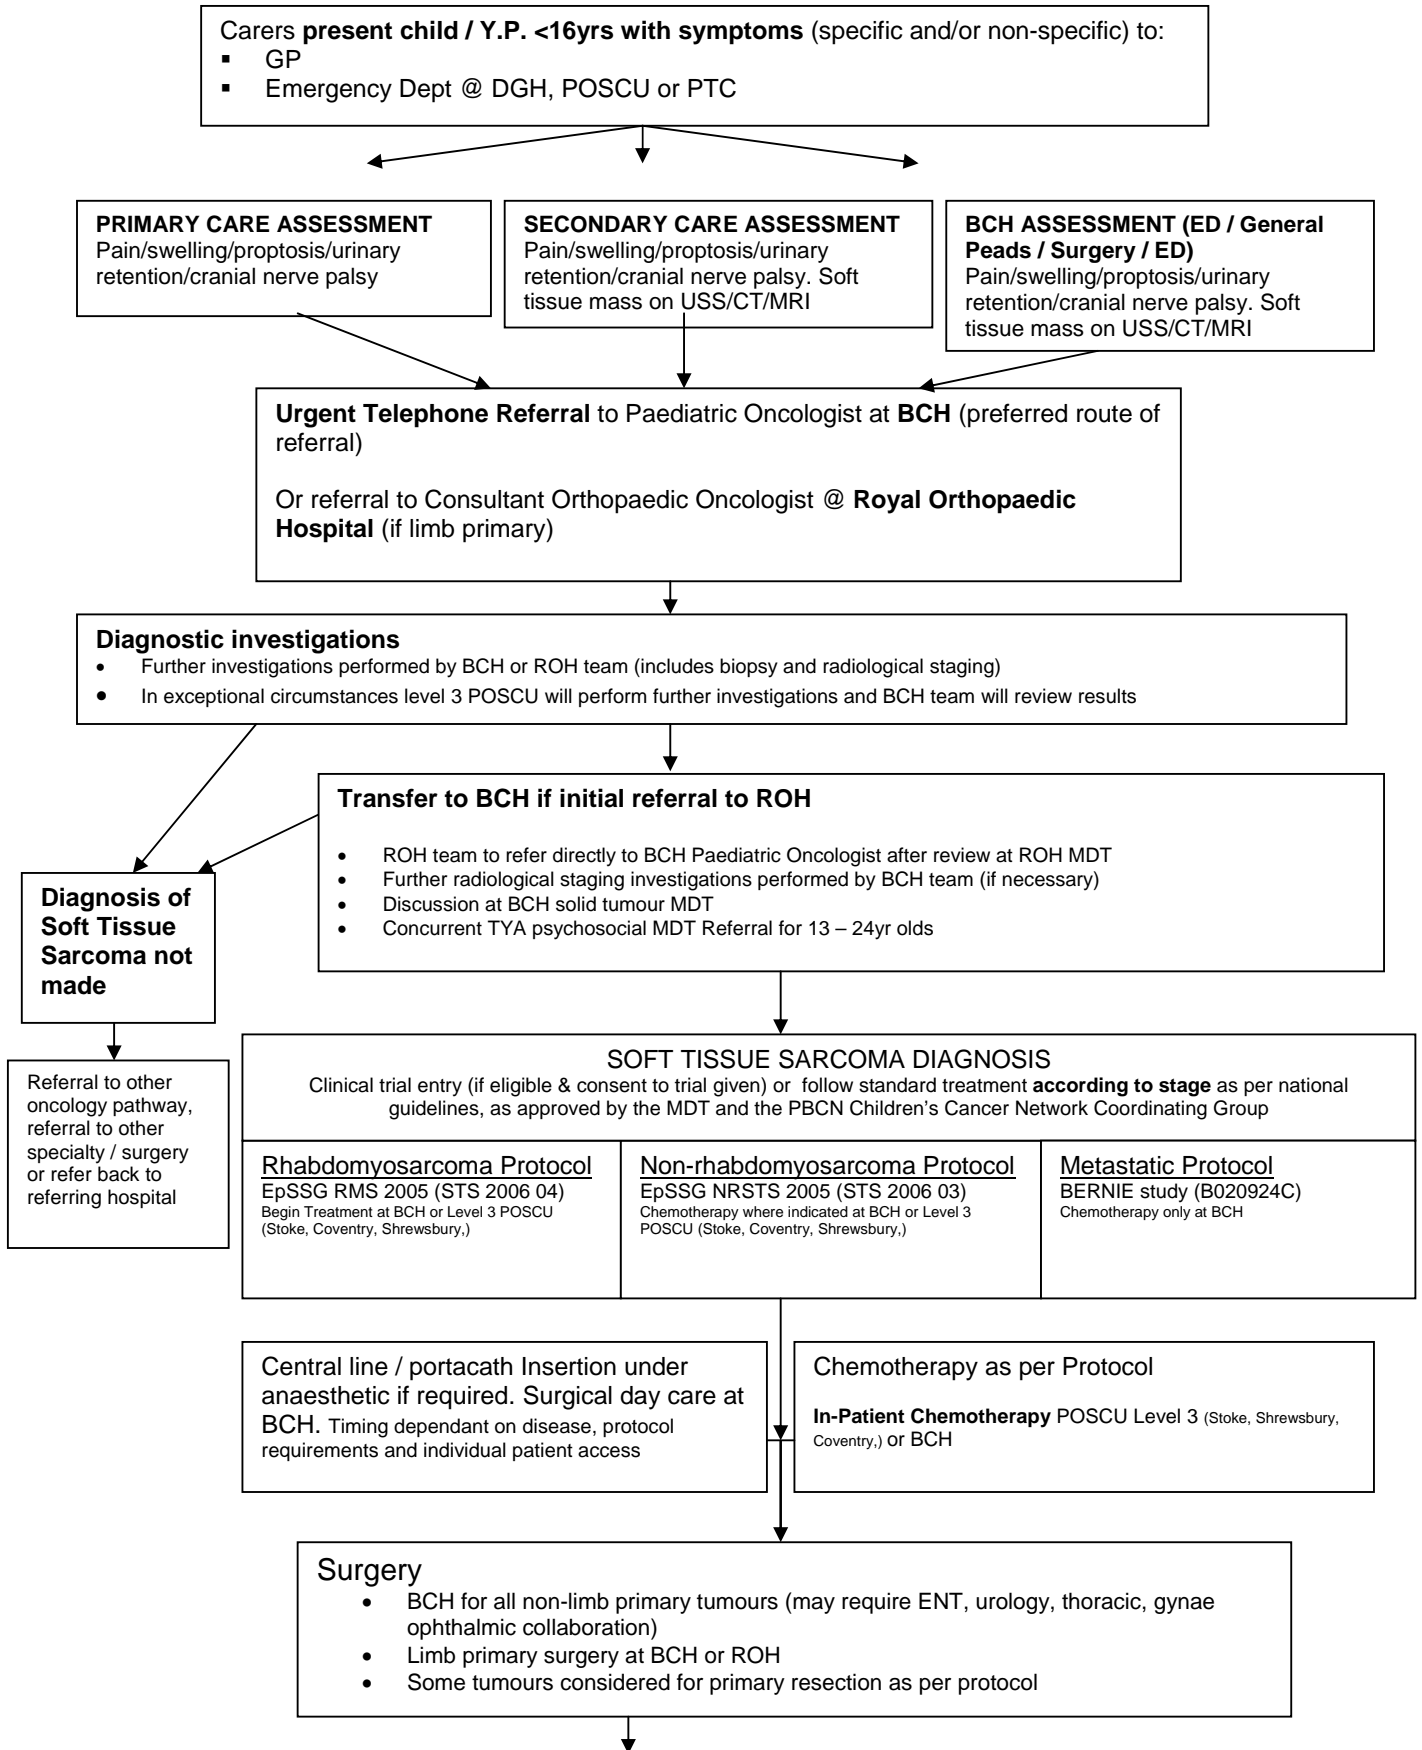 Carers present child / Y.P. <16yrs with symptoms (specific and/or non-specific) to:
▪ GP
▪ Emergency Dept @ DGH, POSCU or PTC
PRIMARY CARE ASSESSMENT
Pain/swelling/proptosis/urinary
retention/cranial nerve palsy
SECONDARY CARE ASSESSMENT
Pain/swelling/proptosis/urinary
retention/cranial nerve palsy. Soft
tissue mass on USS/CT/MRI
BCH ASSESSMENT (ED / General
Peads / Surgery / ED)
Pain/swelling/proptosis/urinary
retention/cranial nerve palsy. Soft
tissue mass on USS/CT/MRI
Urgent Telephone Referral to Paediatric Oncologist at BCH (preferred route of
referral)
Or referral to Consultant Orthopaedic Oncologist @ Royal Orthopaedic
Hospital (if limb primary)
Diagnostic investigations
• Further investigations performed by BCH or ROH team (includes biopsy and radiological staging)
• In exceptional circumstances level 3 POSCU will perform further investigations and BCH team will review results
Transfer to BCH if initial referral to ROH
• ROH team to refer directly to BCH Paediatric Oncologist after review at ROH MDT
• Further radiological staging investigations performed by BCH team (if necessary)
• Discussion at BCH solid tumour MDT
• Concurrent TYA psychosocial MDT Referral for 13 – 24yr olds
Diagnosis of
Soft Tissue
Sarcoma not
made
Referral to other
oncology pathway,
referral to other
specialty / surgery
or refer back to
referring hospital
SOFT TISSUE SARCOMA DIAGNOSIS
Clinical trial entry (if eligible & consent to trial given) or follow standard treatment according to stage as per national
guidelines, as approved by the MDT and the PBCN Children's Cancer Network Coordinating Group
Rhabdomyosarcoma Protocol
EpSSG RMS 2005 (STS 2006 04)
Begin Treatment at BCH or Level 3 POSCU
(Stoke, Coventry, Shrewsbury,)
Non-rhabdomyosarcoma Protocol
EpSSG NRSTS 2005 (STS 2006 03)
Chemotherapy where indicated at BCH or Level 3
POSCU (Stoke, Coventry, Shrewsbury,)
Metastatic Protocol
BERNIE study (B020924C)
Chemotherapy only at BCH
Central line / portacath Insertion under
anaesthetic if required. Surgical day care at
BCH. Timing dependant on disease, protocol
requirements and individual patient access
Chemotherapy as per Protocol
In-Patient Chemotherapy POSCU Level 3 (Stoke, Shrewsbury,
Coventry,) or BCH
Surgery
• BCH for all non-limb primary tumours (may require ENT, urology, thoracic, gynae
ophthalmic collaboration)
• Limb primary surgery at BCH or ROH
• Some tumours considered for primary resection as per protocol